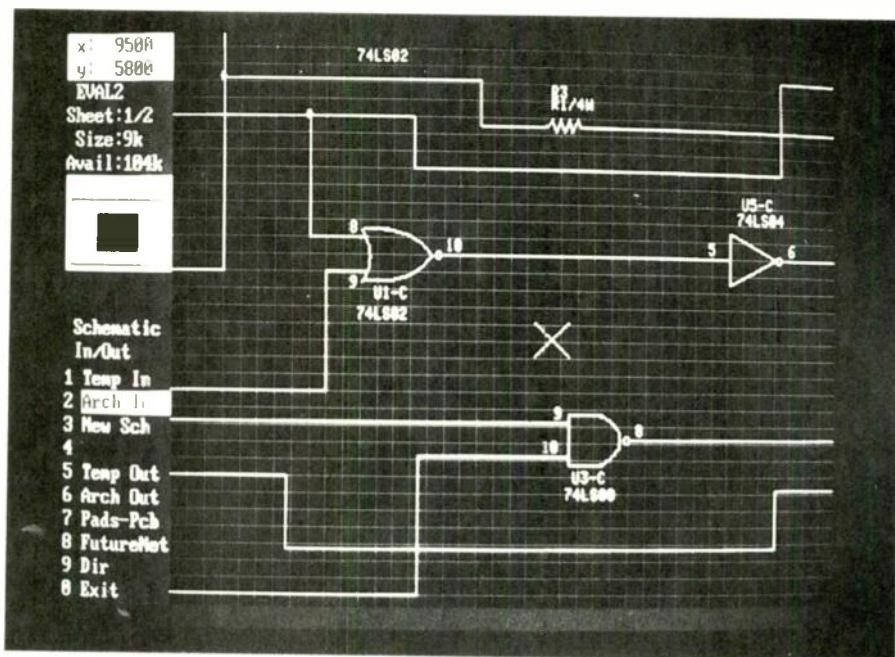 x: 9500
y: 5800
EVAL2
Sheet:1/2
Size:9k
Avail:104k
Schematic
In/Out
1 Temp In
2 Arch In
3 New Sch
4
5 Temp Out
6 Arch Out
7 Pads-Pcb
8 FutureNet
9 Dir
0 Exit
74LS02
R3
R1/4W
8
9
10
U1-C
74LS02
U5-C
74LS04
5
6
9
10
8
U3-C
74LS00